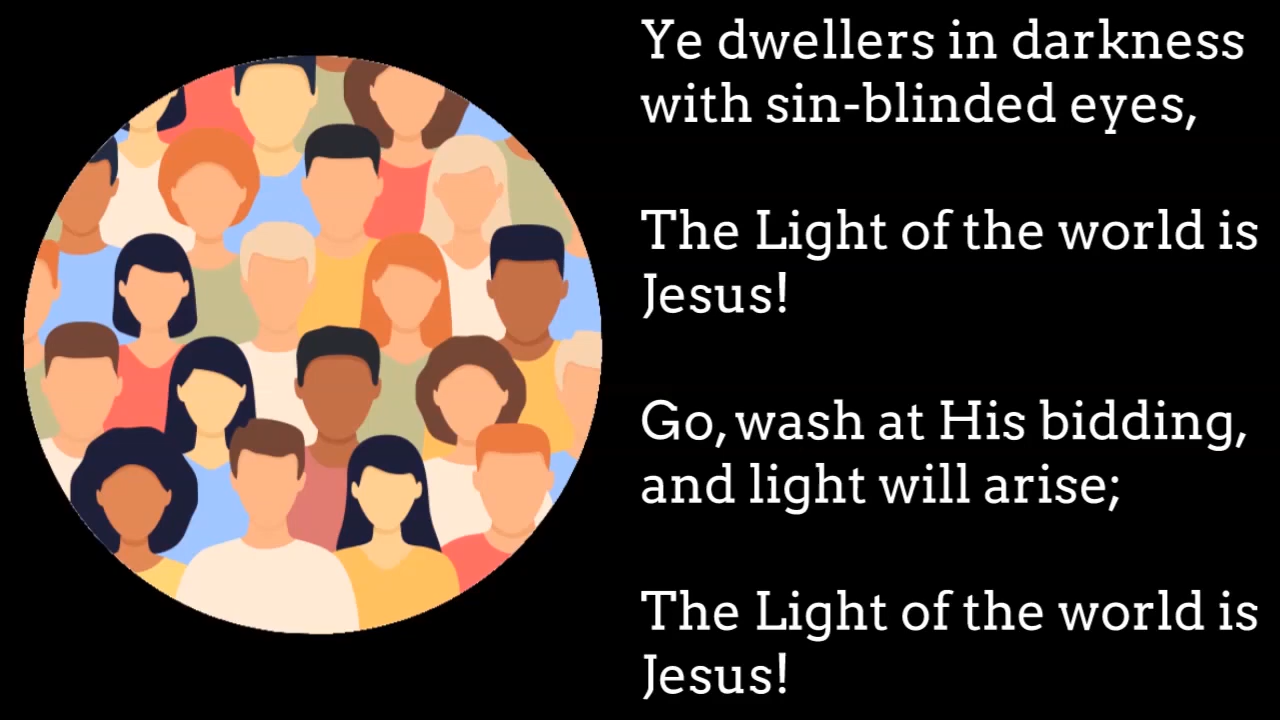 Ye dwellers in darkness
with sin-blinded eyes,
The Light of the world is
Jesus!
Go, wash at His bidding,
and light will arise;
The Light of the world is
Jesus!